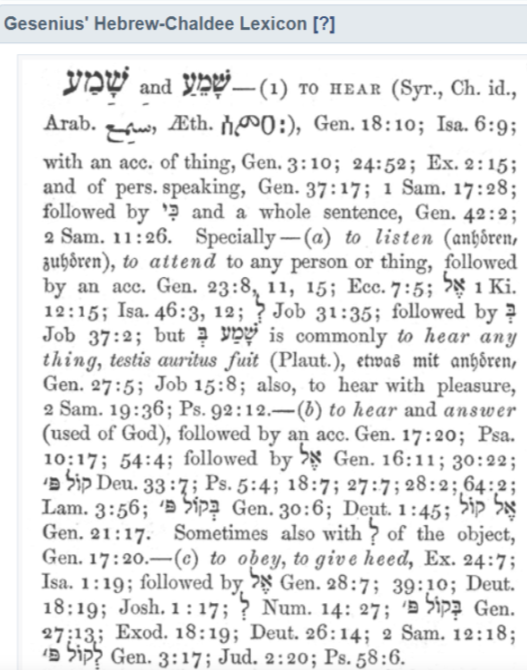 Gesenius' Hebrew-Chaldee Lexicon [?]
שָׁמַע and שָׁמֵעַ—(1) TO HEAR (Syr., Ch. id.,
Arab. سمع, Æth. ሰምዐ:), Gen. 18:10; Isa. 6:9;
with an acc. of thing, Gen. 3:10; 24:52; Ex. 2:15;
and of pers. speaking, Gen. 37:17; 1 Sam. 17:28;
followed by כִּי and a whole sentence, Gen. 42:2;
2 Sam. 11:26. Specially—(a) to listen (anhören,
zuhören), to attend to any person or thing, followed
by an acc. Gen. 23:8, 11, 15; Ecc. 7:5; אֶל 1 Ki.
12:15; Isa. 46:3, 12; לְ Job 31:35; followed by בְּ
Job 37:2; but שָׁמַע בְּ is commonly to hear any
thing, testis auritus fuit (Plaut.), etwas mit anhören,
Gen. 27:5; Job 15:8; also, to hear with pleasure,
2 Sam. 19:36; Ps. 92:12.—(b) to hear and answer
(used of God), followed by an acc. Gen. 17:20; Psa.
10:17; 54:4; followed by אֶל Gen. 16:11; 30:22;
קוֹל פ׳ Deu. 33:7; Ps. 5:4; 18:7; 27:7; 28:2; 64:2;
Lam. 3:56; בְּקוֹל פ׳ Gen. 30:6; Deut. 1:45; אֶל קוֹל
Gen. 21:17. Sometimes also with לְ of the object,
Gen. 17:20.—(c) to obey, to give heed, Ex. 24:7;
Isa. 1:19; followed by אֶל Gen. 28:7; 39:10; Deut.
18:19; Josh. 1:17; לְ Num. 14:27; בְּקוֹל פ׳ Gen.
27:13; Exod. 18:19; Deut. 26:14; 2 Sam. 12:18;
לְקוֹל פ׳ Gen. 3:17; Jud. 2:20; Ps. 58:6.